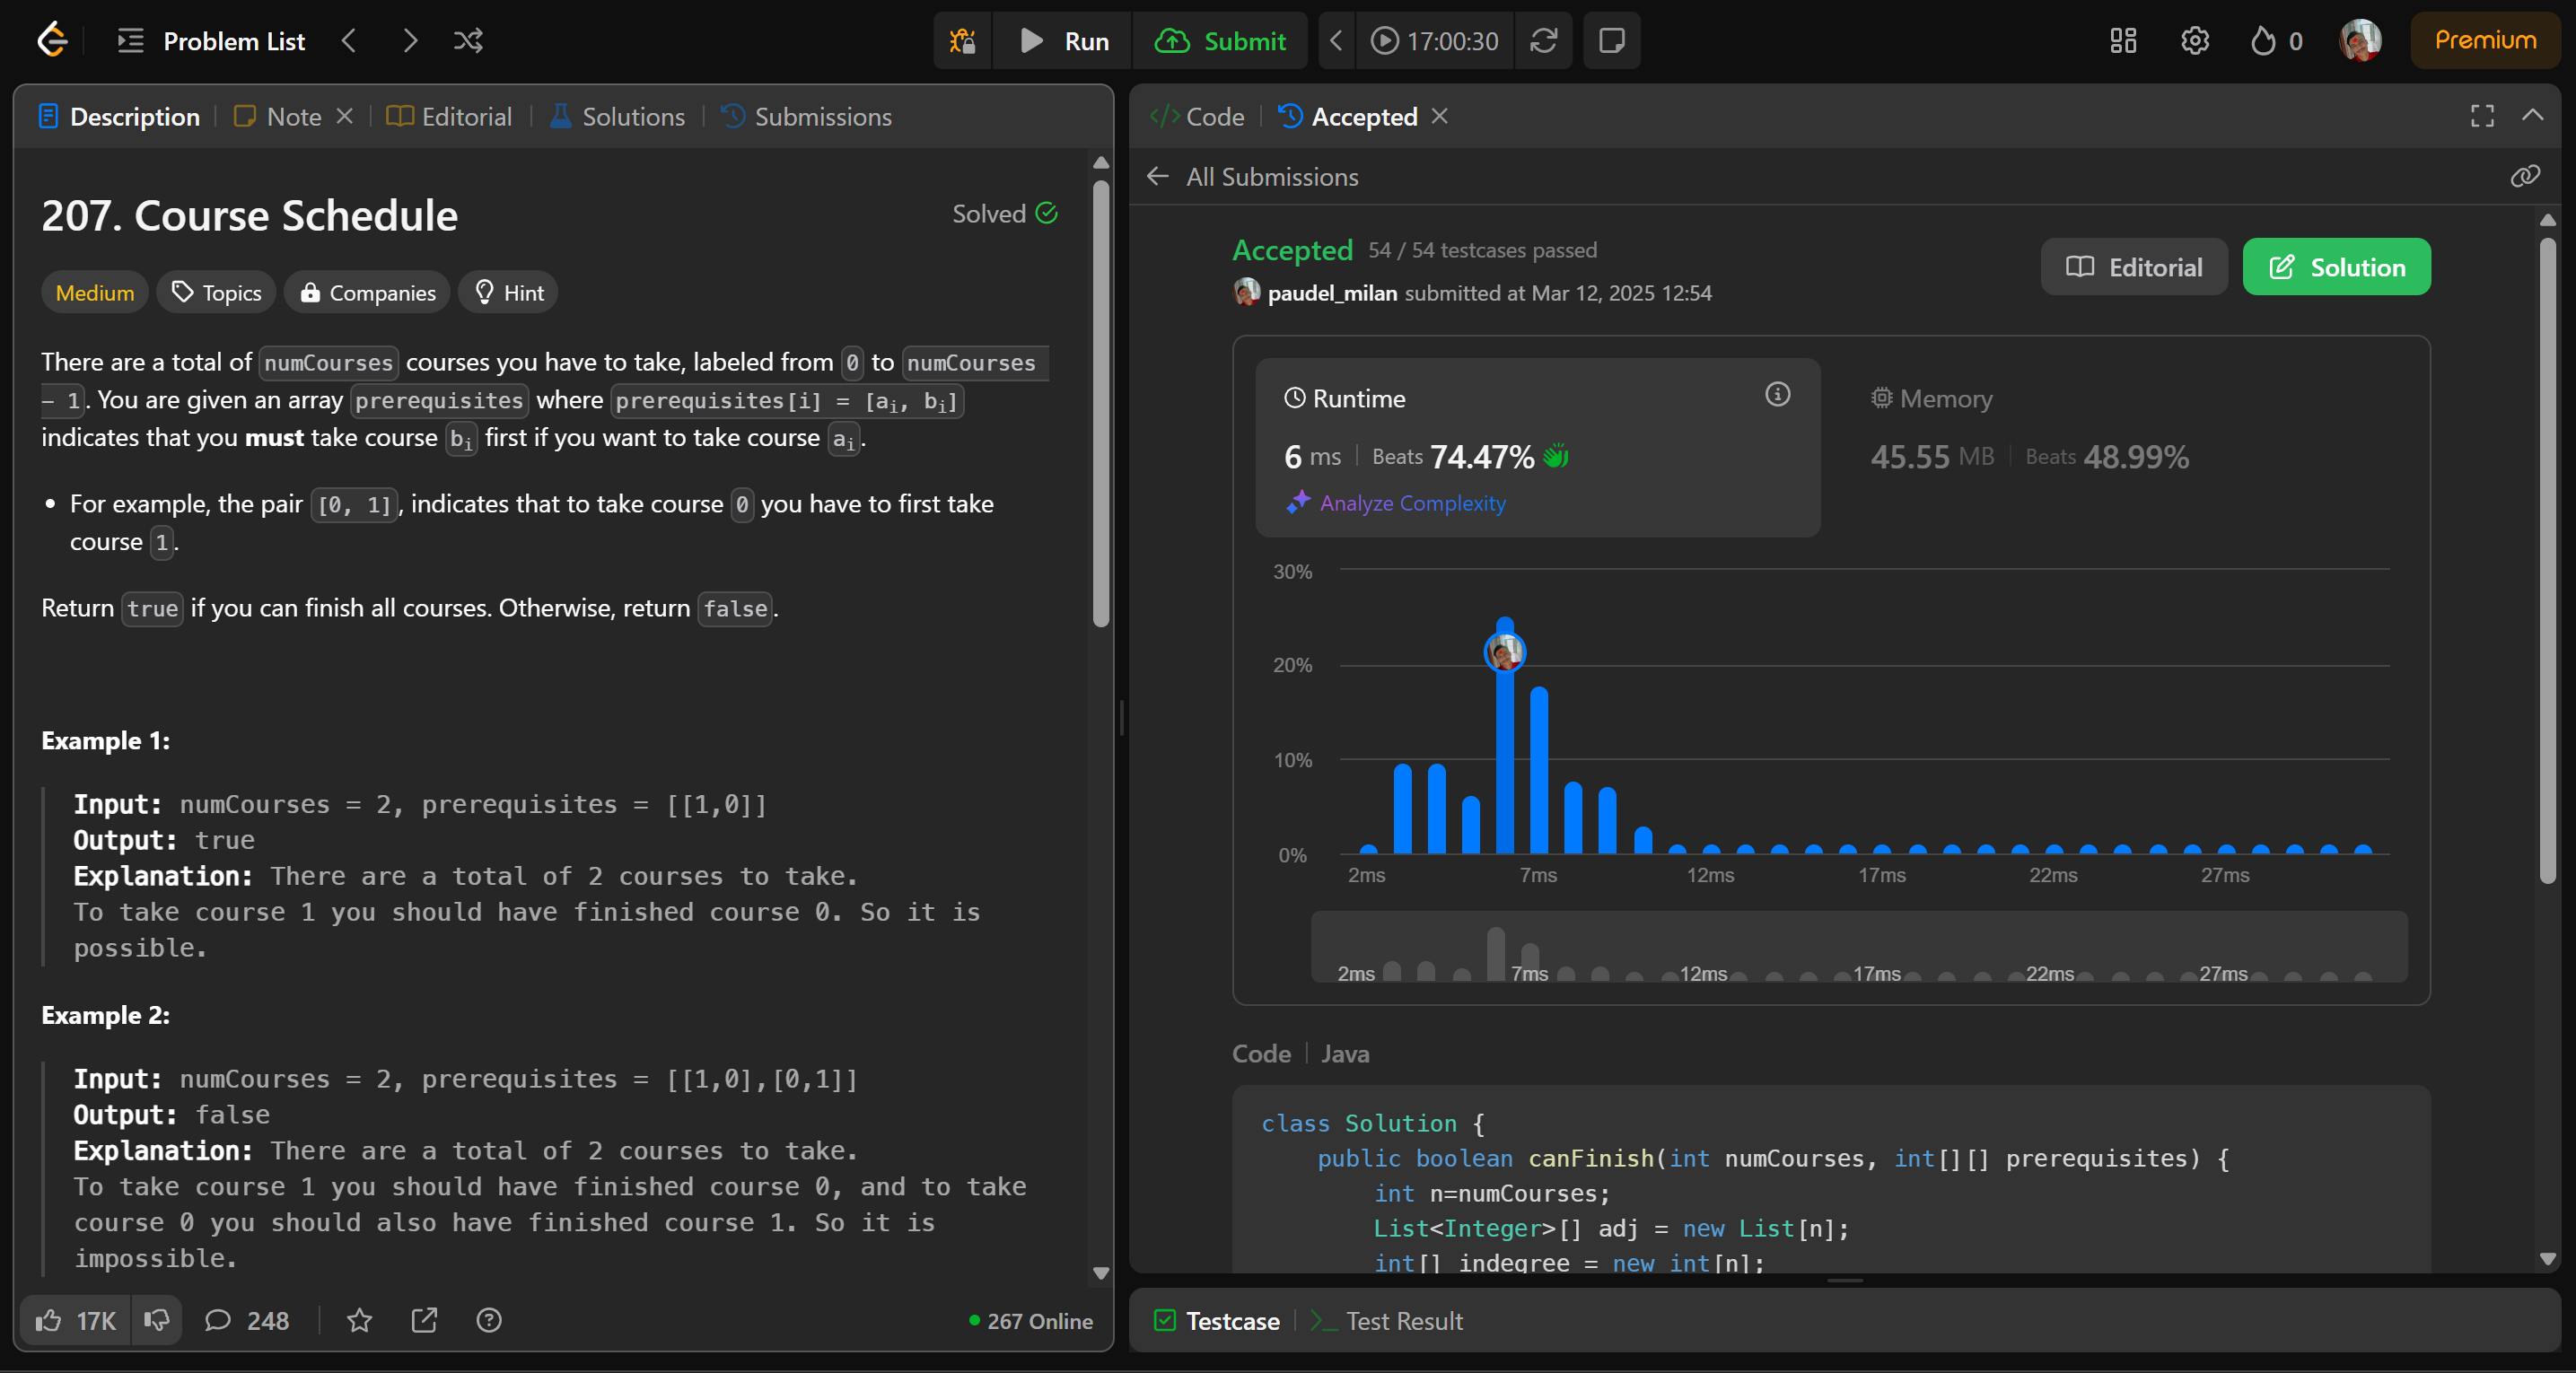 Problem List
Run
Submit
17:00:30
0
Premium
Description
Note
Editorial
Solutions
Submissions
207. Course Schedule
Solved
Medium
Topics
Companies
Hint
There are a total of numCourses courses you have to take, labeled from 0 to numCourses
- 1. You are given an array prerequisites where prerequisites[i] = [ai, bi]
indicates that you must take course bi first if you want to take course ai.
• For example, the pair [0, 1], indicates that to take course 0 you have to first take
course 1.
Return true if you can finish all courses. Otherwise, return false.
Example 1:
Input: numCourses = 2, prerequisites = [[1,0]]
Output: true
Explanation: There are a total of 2 courses to take.
To take course 1 you should have finished course 0. So it is
possible.
Example 2:
Input: numCourses = 2, prerequisites = [[1,0],[0,1]]
Output: false
Explanation: There are a total of 2 courses to take.
To take course 1 you should have finished course 0, and to take
course 0 you should also have finished course 1. So it is
impossible.
17K
248
267 Online
Code
Accepted
All Submissions
Accepted 54 / 54 testcases passed
paudel_milan submitted at Mar 12, 2025 12:54
Editorial
Solution
Runtime
6 ms | Beats 74.47%
Analyze Complexity
Memory
45.55 MB | Beats 48.99%
30%
20%
10%
0%
2ms 7ms 12ms 17ms 22ms 27ms
2ms 7ms 12ms 17ms 22ms 27ms
Code | Java
class Solution {
    public boolean canFinish(int numCourses, int[][] prerequisites) {
        int n=numCourses;
        List<Integer>[] adj = new List[n];
        int[] indegree = new int[n];
Testcase
Test Result